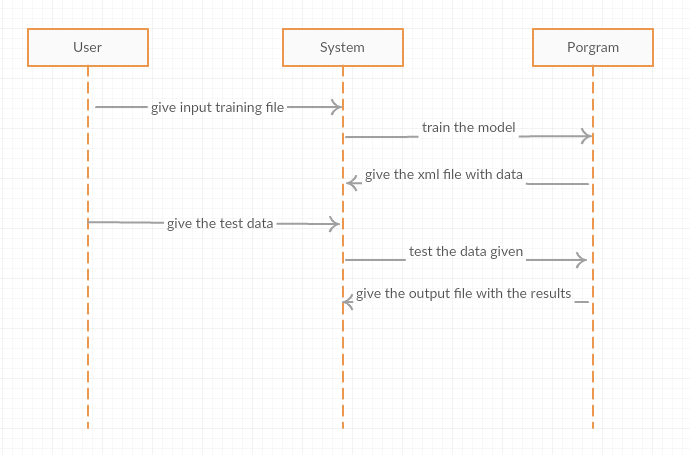 User
System
Porgram
give input training file
train the model
give the xml file with data
give the test data
test the data given
give the output file with the results